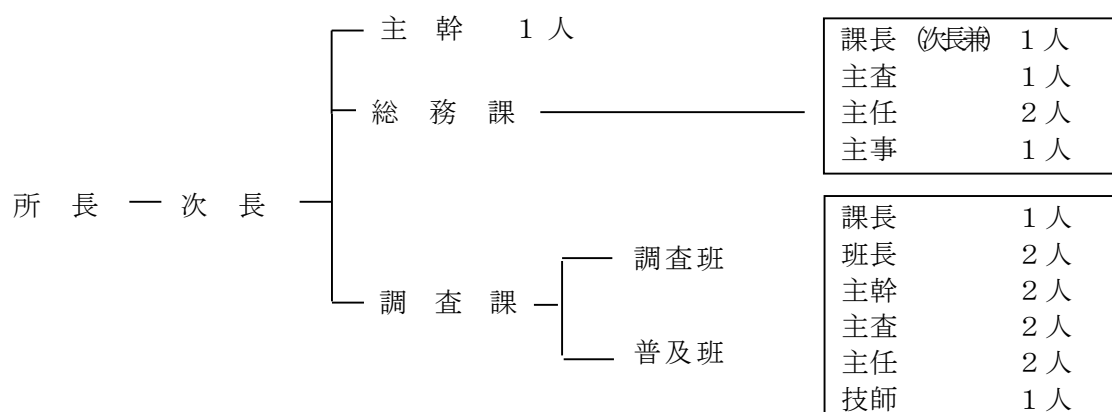 主 幹 1 人
総 務 課
所 長 次 長
調 査 課
調査班
普及班
課長 (次長兼) 1人
主査 1人
主任 2人
主事 1人
課長 1人
班長 2人
主幹 2人
主査 2人
主任 2人
技師 1人